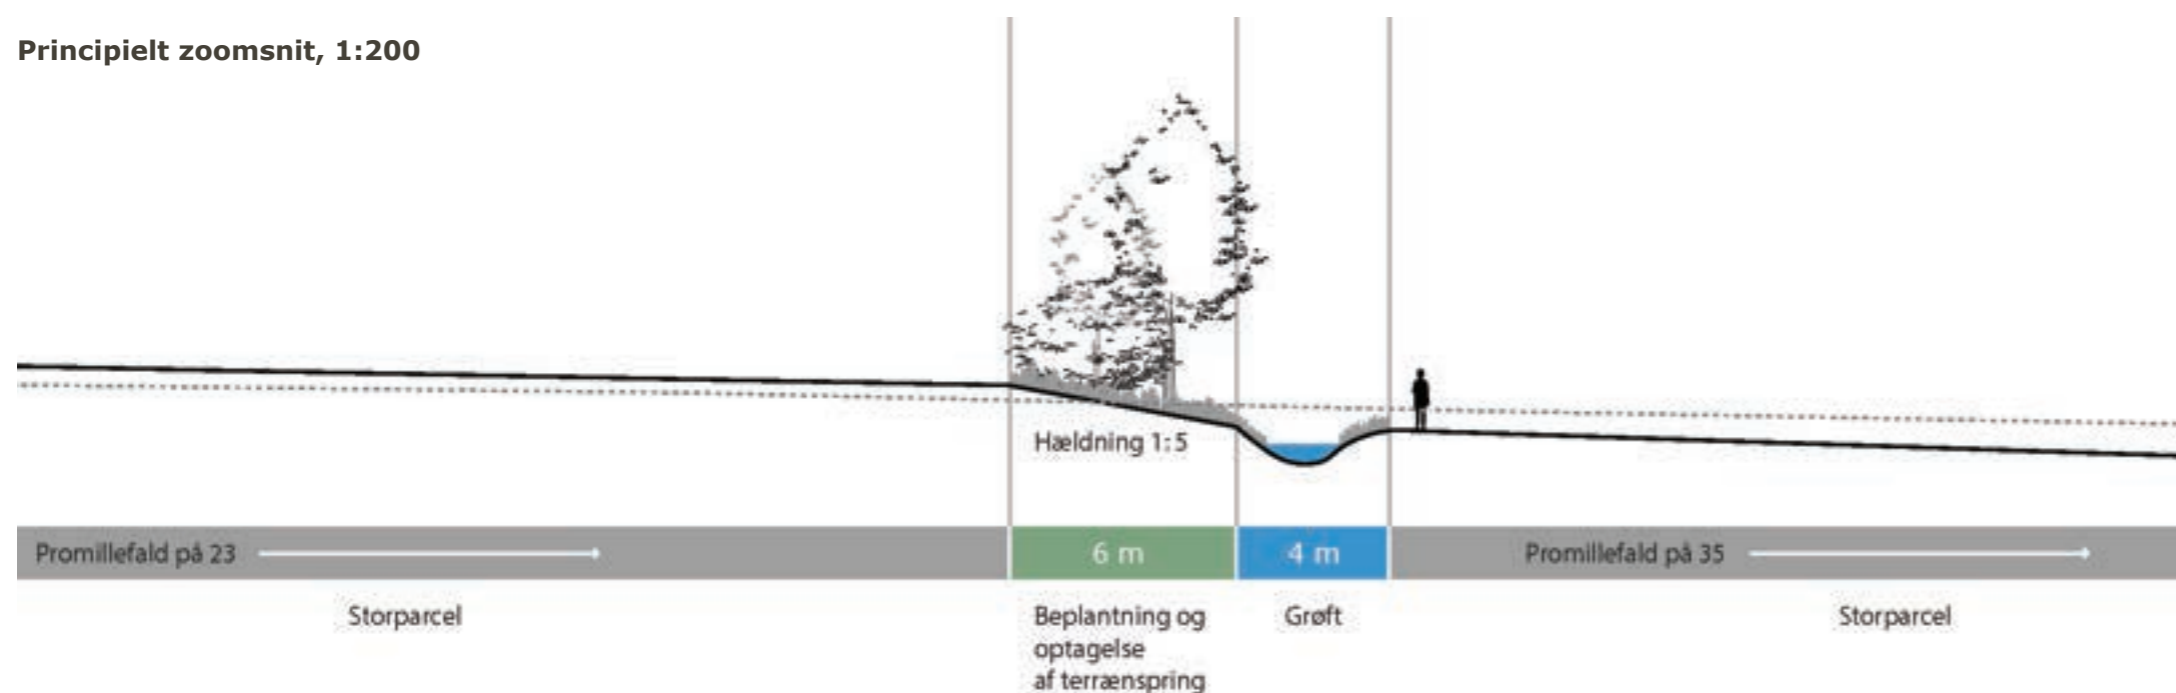 Principielt zoomsnit, 1:200
Hældning 1:5
Promillefald på 23
6 m
4 m
Promillefald på 35
Storparcel
Beplantning og
optagelse
af terrænspring
Grøft
Storparcel